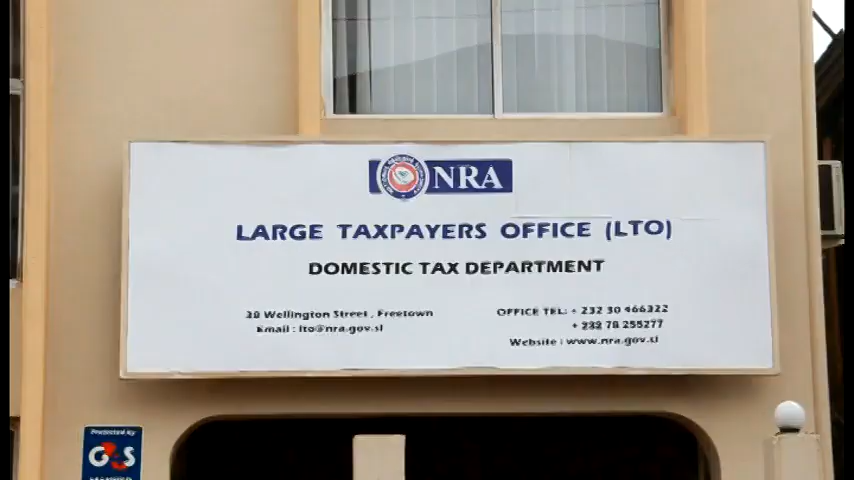 NRA
LARGE TAXPAYERS OFFICE (LTO)
DOMESTIC TAX DEPARTMENT
38 Wellington Street, Freetown
Email : lto@nra.gov.sl
OFFICE TEL: + 232 30 466322
+ 232 78 255277
Website : www.nra.gov.sl
PROTECTED BY
G4S